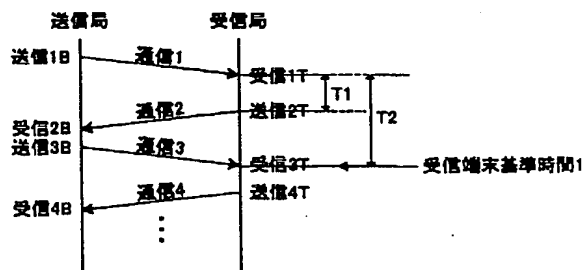 送信局 受信局
送信1B 通信1 受信1T
T1
受信2B 通信2 送信2T
T2
送信3B 通信3 受信3T 受信端末基準時間1
受信4B 通信4 送信4T